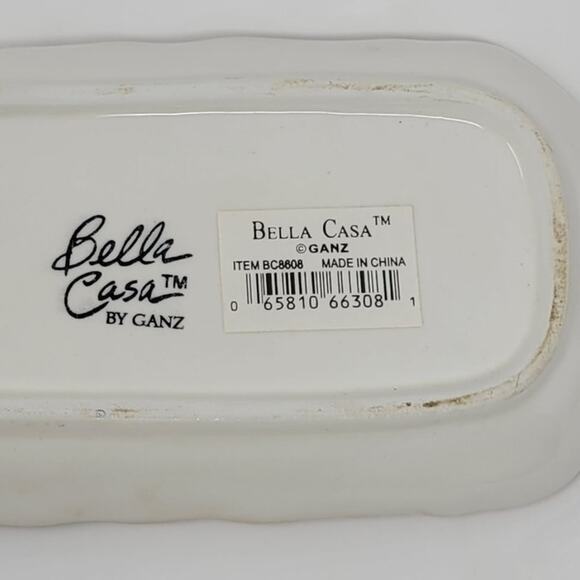 Bella
Casa™
BY GANZ
BELLA CASA™
©GANZ
ITEM BC8608 MADE IN CHINA
0 65810 66308 1